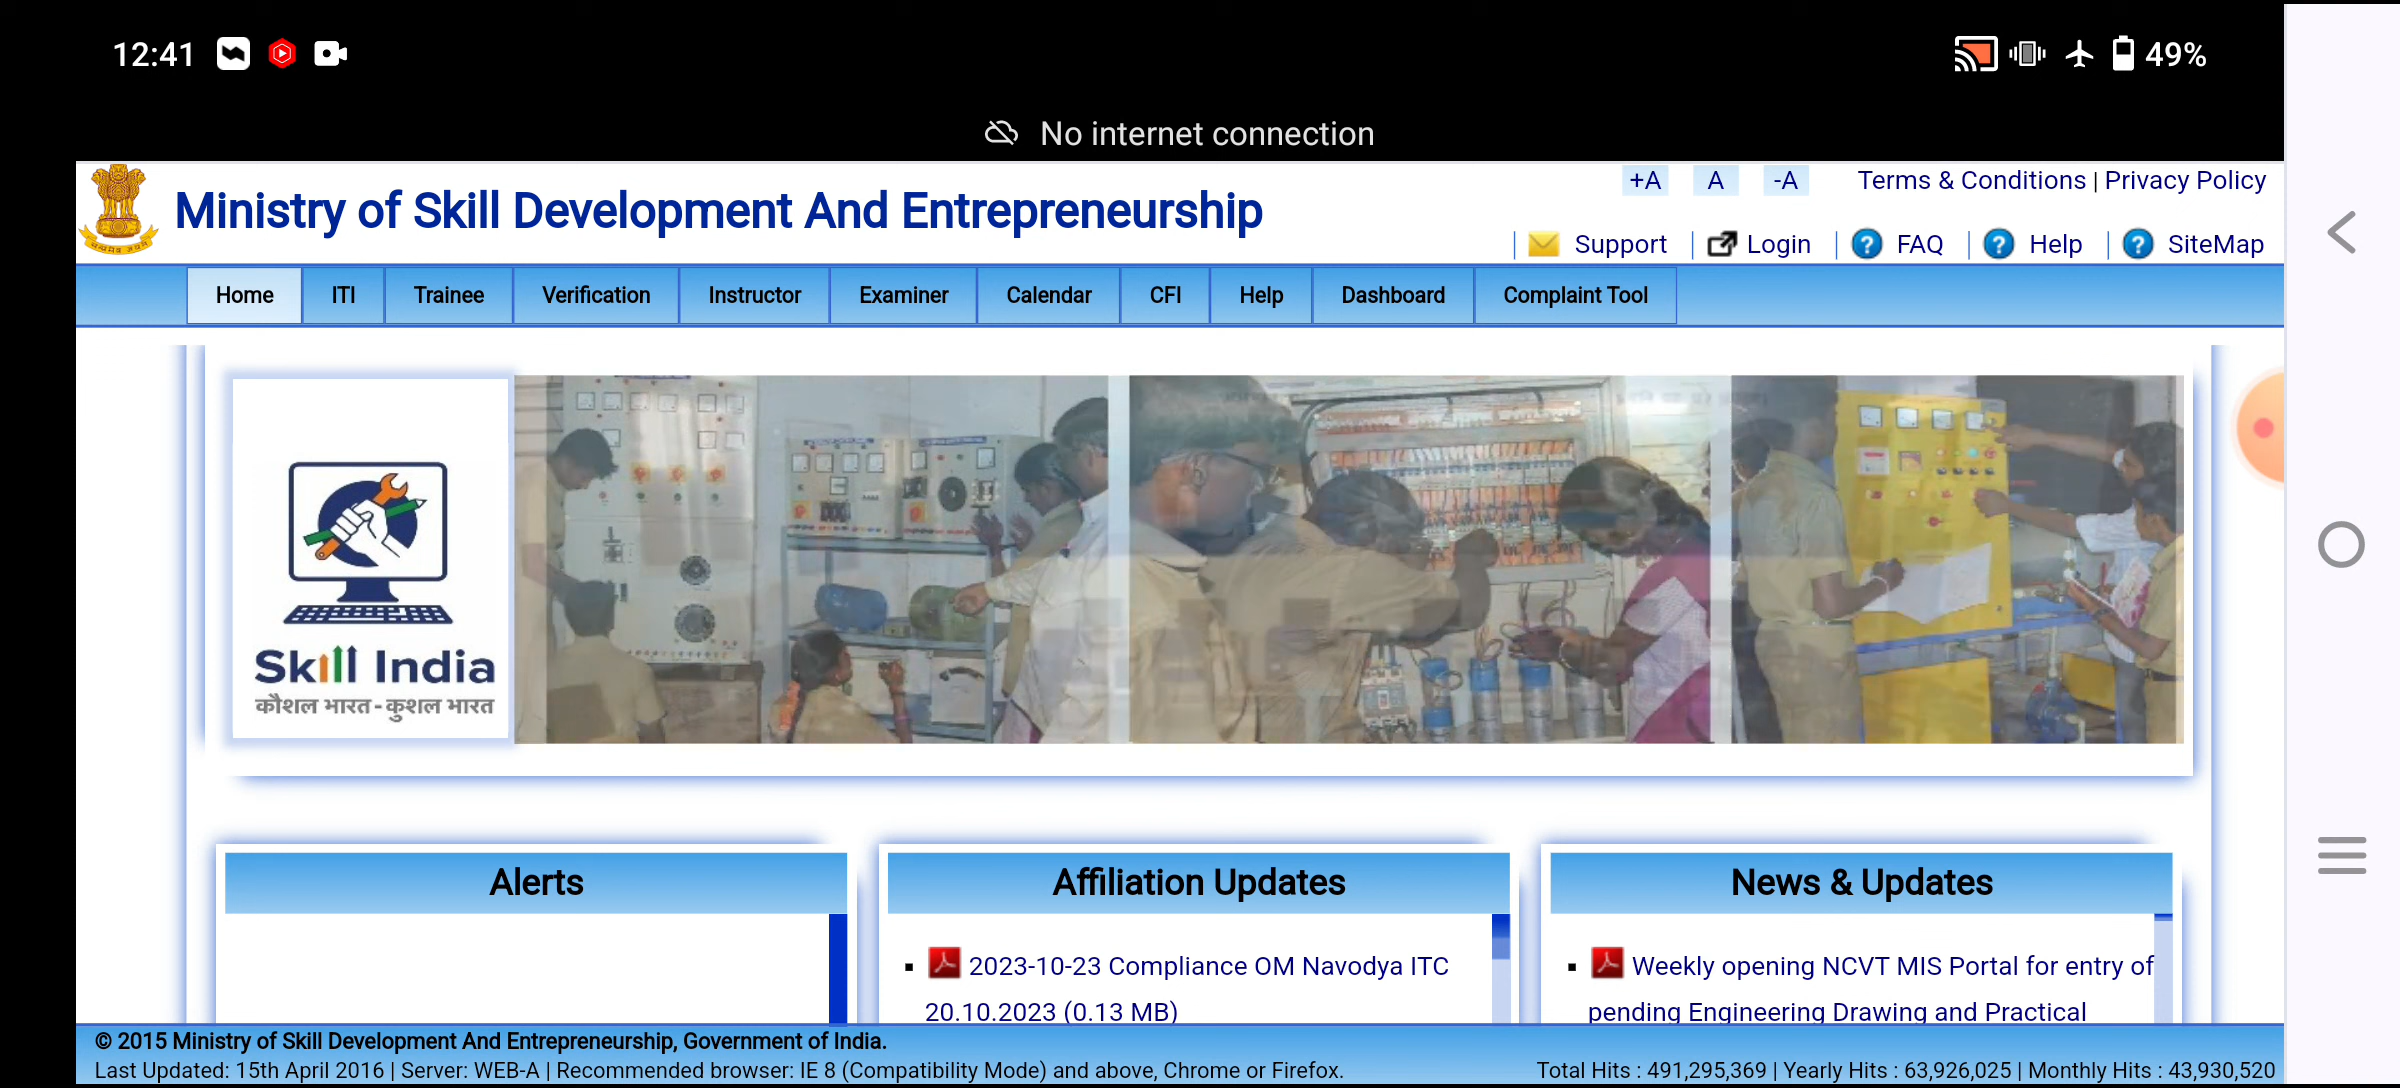 12:41
49%
No internet connection
Ministry of Skill Development And Entrepreneurship
+A A -A Terms & Conditions | Privacy Policy
Support Login FAQ Help SiteMap
Home ITI Trainee Verification Instructor Examiner Calendar CFI Help Dashboard Complaint Tool
Skill India
कौशल भारत - कुशल भारत
Alerts
Affiliation Updates
2023-10-23 Compliance OM Navodya ITC
20.10.2023 (0.13 MB)
News & Updates
Weekly opening NCVT MIS Portal for entry of
pending Engineering Drawing and Practical
© 2015 Ministry of Skill Development And Entrepreneurship, Government of India.
Last Updated: 15th April 2016 | Server: WEB-A | Recommended browser: IE 8 (Compatibility Mode) and above, Chrome or Firefox.
Total Hits : 491,295,369 | Yearly Hits : 63,926,025 | Monthly Hits : 43,930,520